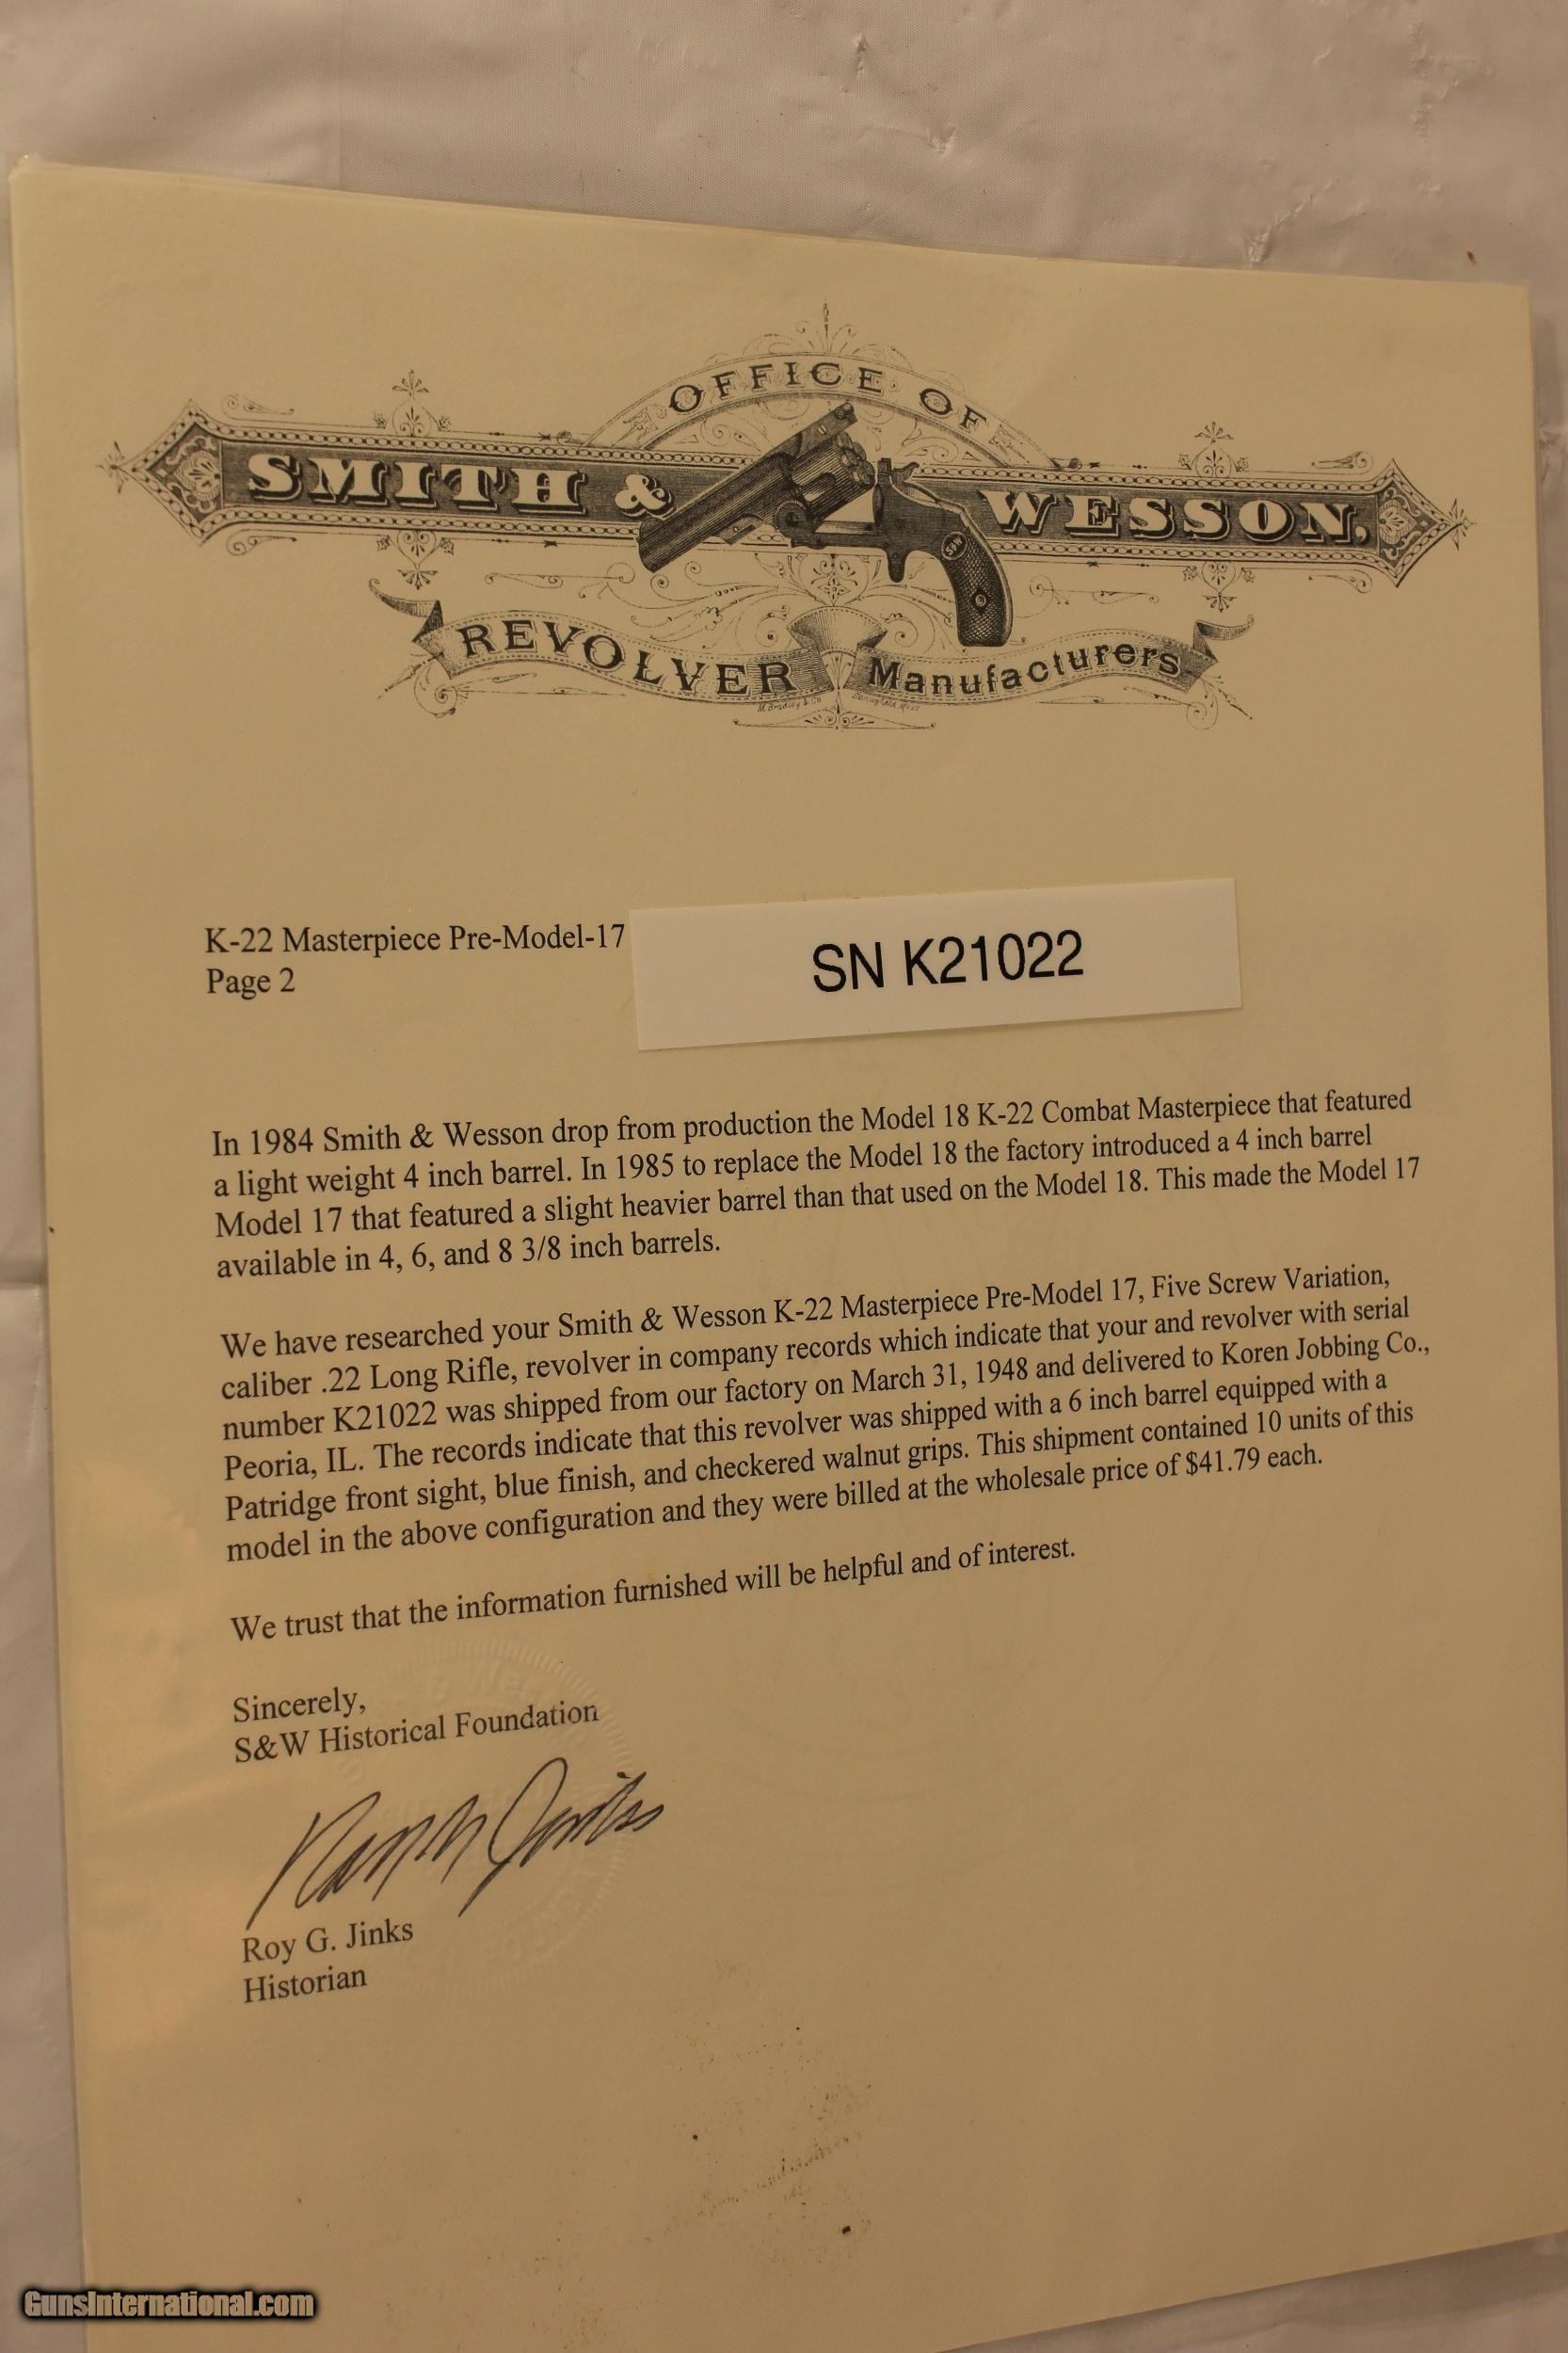 OFFICE OF
SMITH & WESSON.
REVOLVER Manufacturers
K-22 Masterpiece Pre-Model-17
Page 2
SN K21022
In 1984 Smith & Wesson drop from production the Model 18 K-22 Combat Masterpiece that featured
a light weight 4 inch barrel. In 1985 to replace the Model 18 the factory introduced a 4 inch barrel
Model 17 that featured a slight heavier barrel than that used on the Model 18. This made the Model 17
available in 4, 6, and 8 3/8 inch barrels.
We have researched your Smith & Wesson K-22 Masterpiece Pre-Model 17, Five Screw Variation,
caliber .22 Long Rifle, revolver in company records which indicate that your and revolver with serial
number K21022 was shipped from our factory on March 31, 1948 and delivered to Koren Jobbing Co.,
Peoria, IL. The records indicate that this revolver was shipped with a 6 inch barrel equipped with a
Patridge front sight, blue finish, and checkered walnut grips. This shipment contained 10 units of this
model in the above configuration and they were billed at the wholesale price of $41.79 each.
We trust that the information furnished will be helpful and of interest.
Sincerely,
S&W Historical Foundation
Roy G. Jinks
Historian
GunsInternational.com